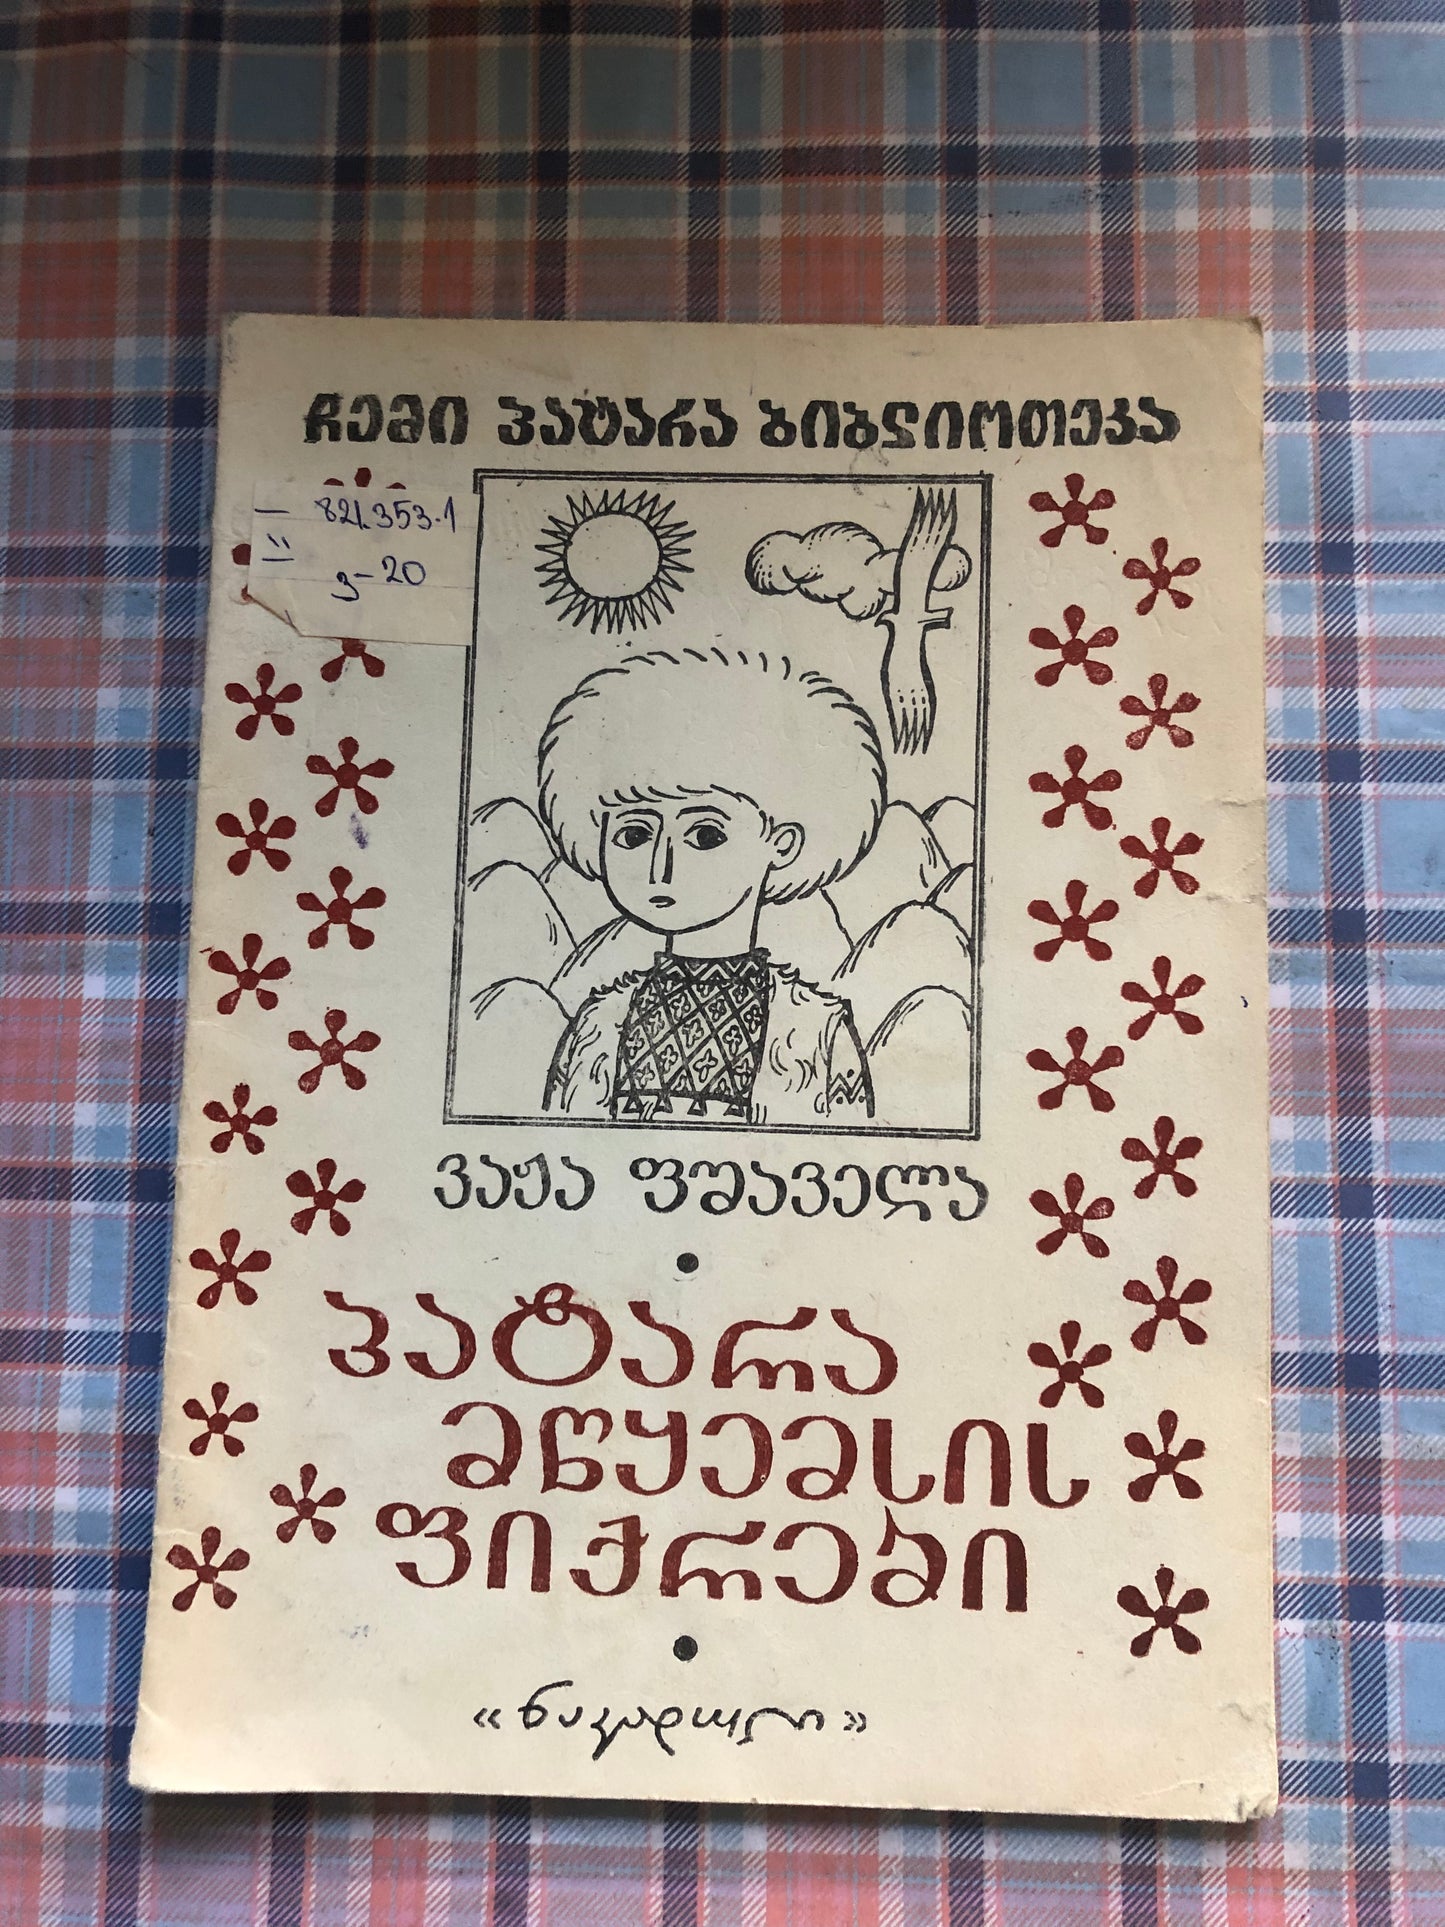 ჩემი პატარა ბიბლიოთეკა
821.353.1
ვ-20
ვაჟა ფშაველა
პატარა
მწყემსის
ფიქრები
«ნაკადული»